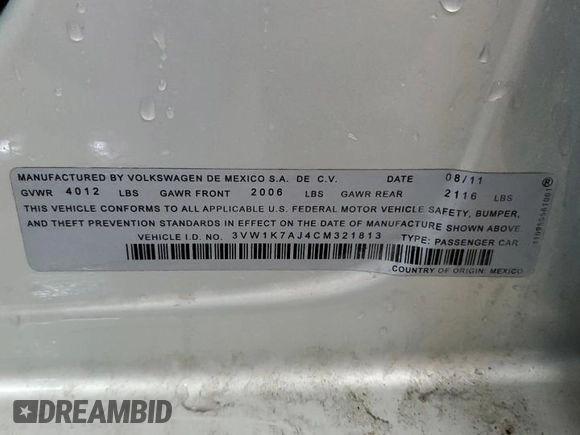 MANUFACTURED BY VOLKSWAGEN DE MEXICO S.A. DE C.V. DATE 08/11
GVWR 4012 LBS GAWR FRONT 2006 LBS GAWR REAR 2116 LBS
THIS VEHICLE CONFORMS TO ALL APPLICABLE U.S. FEDERAL MOTOR VEHICLE SAFETY, BUMPER,
AND THEFT PREVENTION STANDARDS IN EFFECT ON THE DATE OF MANUFACTURE SHOWN ABOVE
VEHICLE I.D. NO. 3VW1K7AJ4CM321813 TYPE: PASSENGER CAR
COUNTRY OF ORIGIN: MEXICO
®
DREAMBID